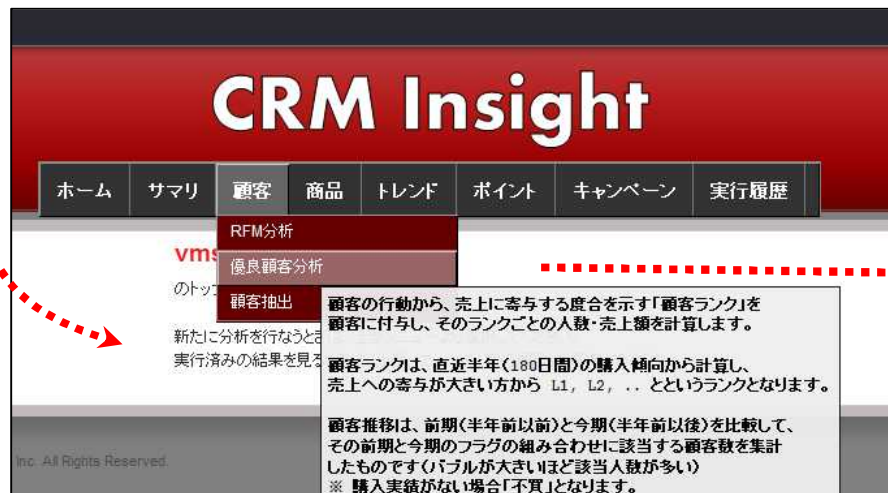 CRM Insight
ホーム サマリ 顧客 商品 トレンド ポイント キャンペーン 実行履歴
RFM分析
vms
優良顧客分析
のトッ
顧客抽出
新たに分析を行なうと
実行済みの結果を見る
顧客の行動から、売上に寄与する度合を示す「顧客ランク」を
顧客に付与し、そのランクごとの人数・売上額を計算します。
顧客ランクは、直近半年(180日間)の購入傾向から計算し、
売上への寄与が大きい方から L1, L2, .. とというランクとなります。
顧客推移は、前期(半年前以前)と今期(半年前以後)を比較して、
その前期と今期のフラグの組み合わせに該当する顧客数を集計
したものです(バブルが大きいほど該当人数が多い)
※ 購入実績がない場合「不買」となります。
Inc. All Rights Reserved.